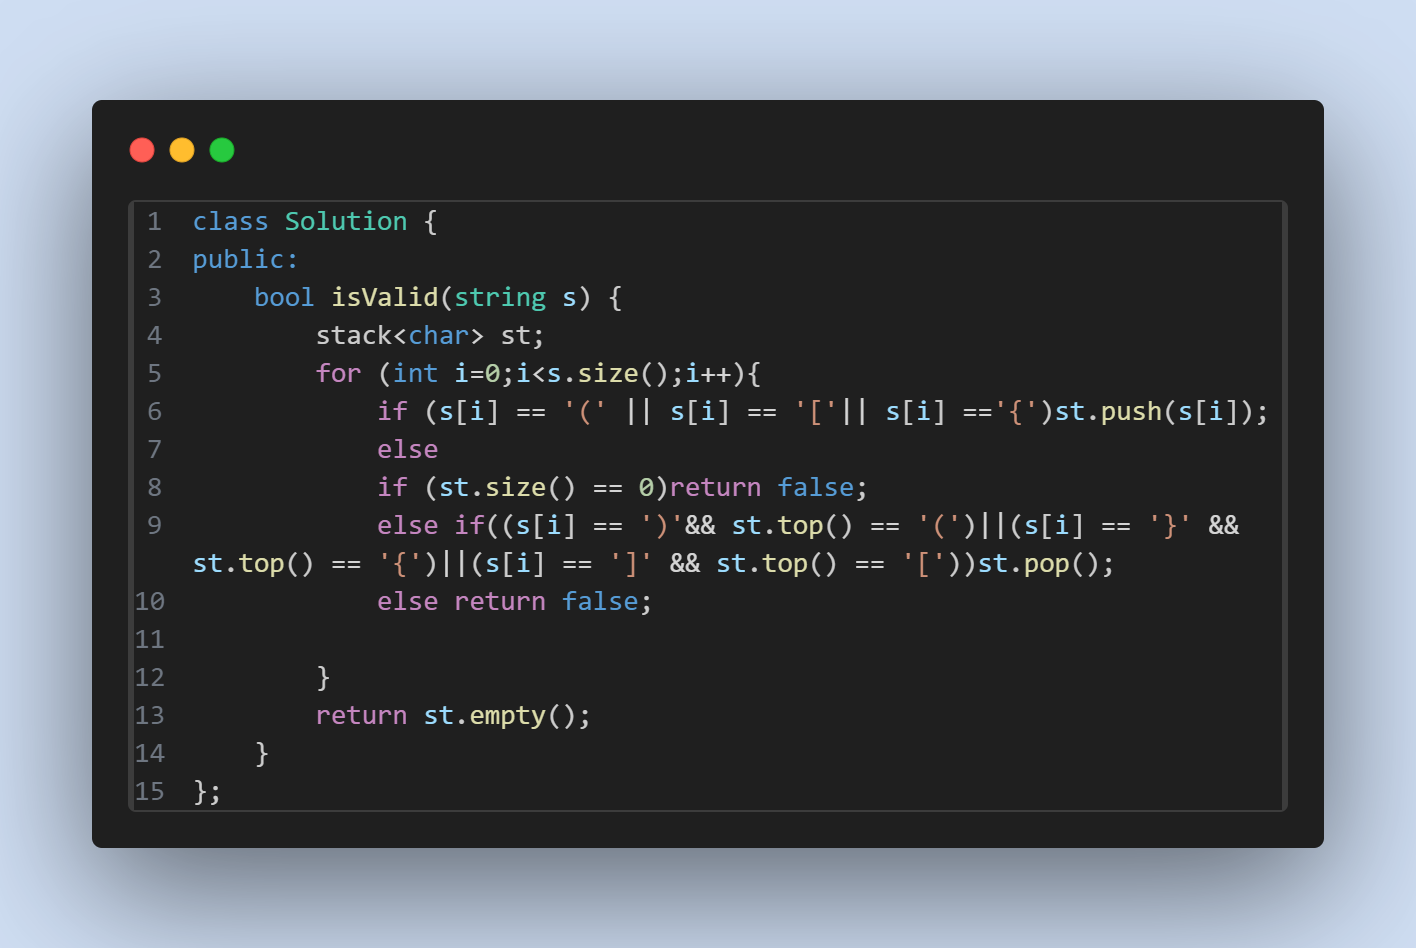 1 class Solution {
2 public:
3     bool isValid(string s) {
4         stack<char> st;
5         for (int i=0;i<s.size();i++){
6             if (s[i] == '(' || s[i] == '['|| s[i] =='{')st.push(s[i]);
7             else
8             if (st.size() == 0)return false;
9             else if((s[i] == ')'&& st.top() == '(')||(s[i] == '}' &&
st.top() == '{')||(s[i] == ']' && st.top() == '['))st.pop();
10             else return false;
11
12         }
13         return st.empty();
14     }
15 };